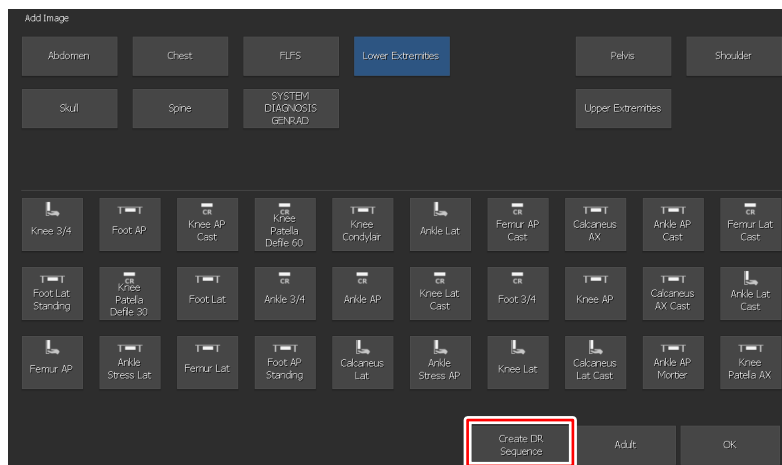 Add Image
Abdomen
Chest
FLFS
Lower Extremities
Pelvis
Shoulder
Skull
Spine
SYSTEM
DIAGNOSIS
GENRAD
Upper Extremities
Knee 3/4
Foot AP
CR
Knee AP
Cast
CR
Knee
Patella
Defile 60
Knee
Condylair
Ankle Lat
CR
Femur AP
Cast
Calcaneus
AX
Ankle AP
Cast
CR
Femur Lat
Cast
Foot Lat
Standing
CR
Knee
Patella
Defile 30
Foot Lat
CR
Ankle 3/4
CR
Ankle AP
CR
Knee Lat
Cast
CR
Foot 3/4
Knee AP
Calcaneus
AX Cast
Ankle Lat
Cast
Femur AP
Ankle
Stress Lat
Femur Lat
Foot AP
Standing
Calcaneus
Lat
Ankle
Stress AP
Knee Lat
Calcaneus
Lat Cast
Ankle AP
Mortier
Knee
Patella AX
Create DR
Sequence
Adult
OK